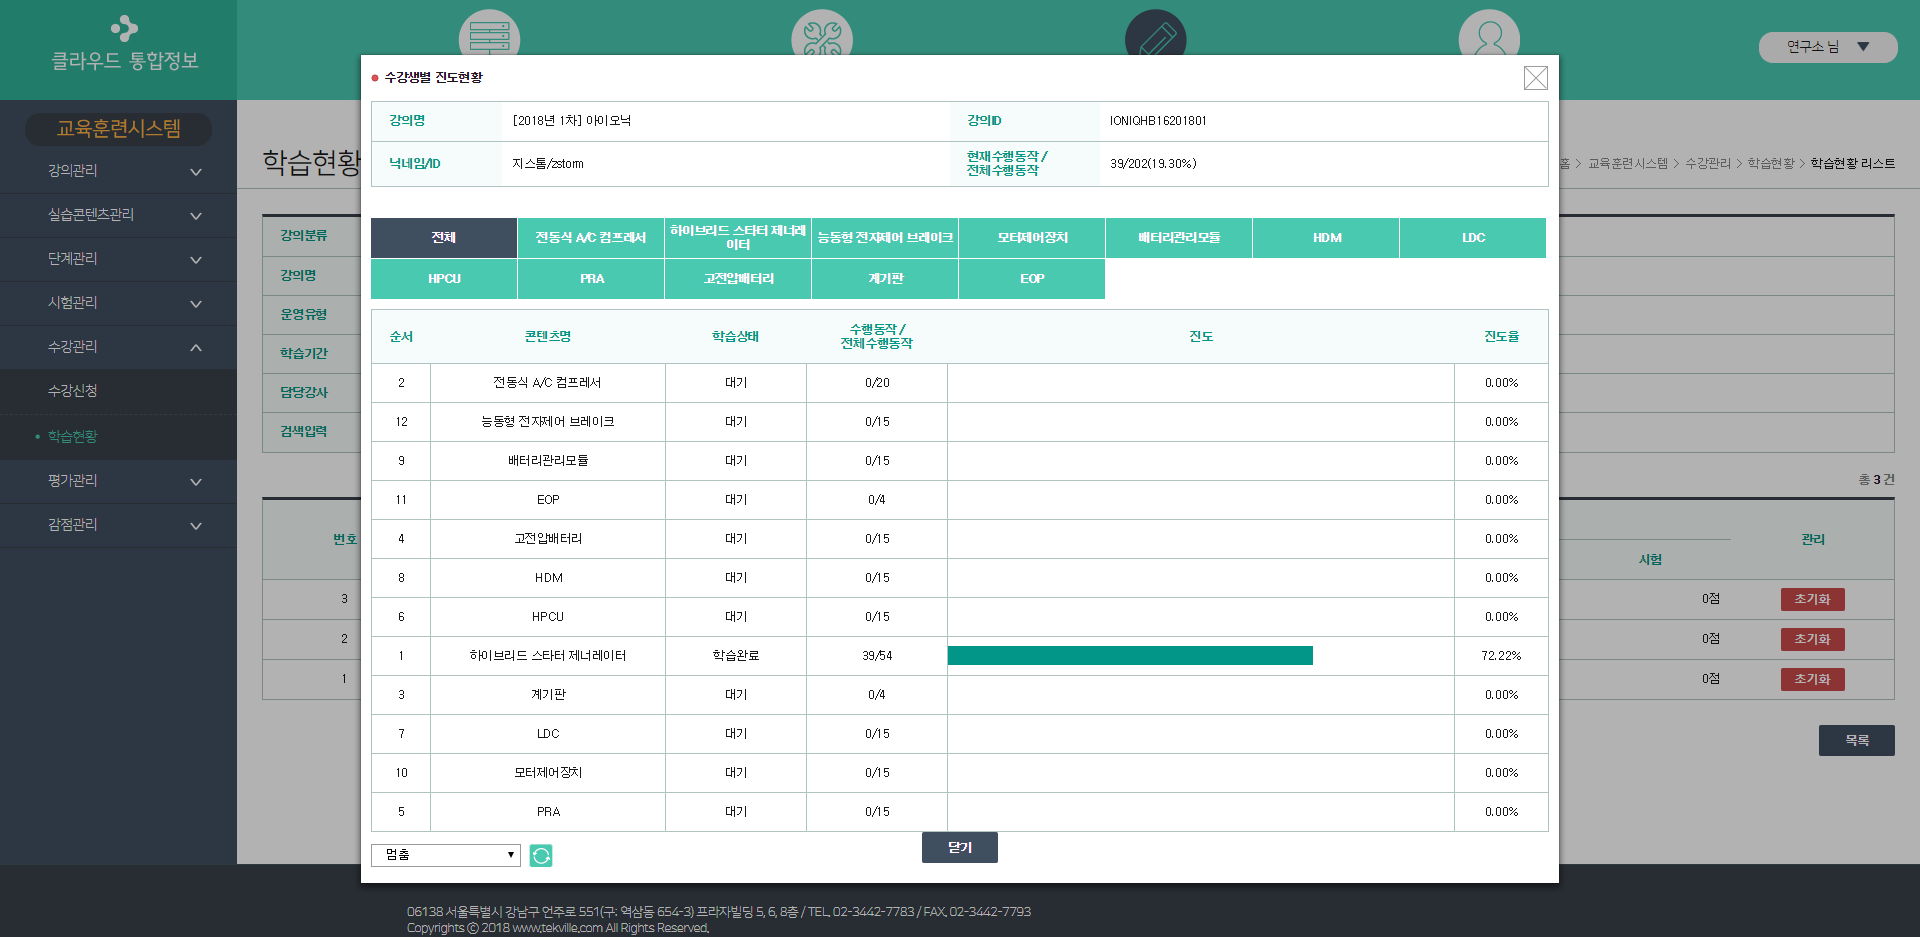 클라우드 통합정보
연구소 님 ▼
교육훈련시스템
강의관리
실습콘텐츠관리
단계관리
시험관리
수강관리
수강신청
학습현황
평가관리
감점관리
학습현황
홈 > 교육훈련시스템 > 수강관리 > 학습현황 > 학습현황 리스트
강의분류
강의명
운영유형
학습기간
담당강사
검색입력
총 3 건
번호
시험
관리
3 0점 초기화
2 0점 초기화
1 0점 초기화
목록
수강생별 진도현황
강의명 [2018년 1차] 아이오닉 강의ID IONIQHB16201801
닉네임/ID 지스톰/zstorm 현재수행동작 / 전체수행동작 39/202(19.30%)
전체 전동식 A/C 컴프레서 하이브리드 스타터 제너레이터 능동형 전자제어 브레이크 모터제어장치 배터리관리모듈 HDM LDC
HPCU PRA 고전압배터리 계기판 EOP
순서 콘텐츠명 학습상태 수행동작 / 전체수행동작 진도 진도율
2 전동식 A/C 컴프레서 대기 0/20 0.00%
12 능동형 전자제어 브레이크 대기 0/15 0.00%
9 배터리관리모듈 대기 0/15 0.00%
11 EOP 대기 0/4 0.00%
4 고전압배터리 대기 0/15 0.00%
8 HDM 대기 0/15 0.00%
6 HPCU 대기 0/15 0.00%
1 하이브리드 스타터 제너레이터 학습완료 39/54 72.22%
3 계기판 대기 0/4 0.00%
7 LDC 대기 0/15 0.00%
10 모터제어장치 대기 0/15 0.00%
5 PRA 대기 0/15 0.00%
멈춤 ▼
닫기
06138 서울특별시 강남구 언주로 551(구: 역삼동 654-3) 프라자빌딩 5, 6, 8층 / TEL. 02-3442-7783 / FAX. 02-3442-7793
Copyrights ⓒ 2018 www.tekville.com All Rights Reserved.